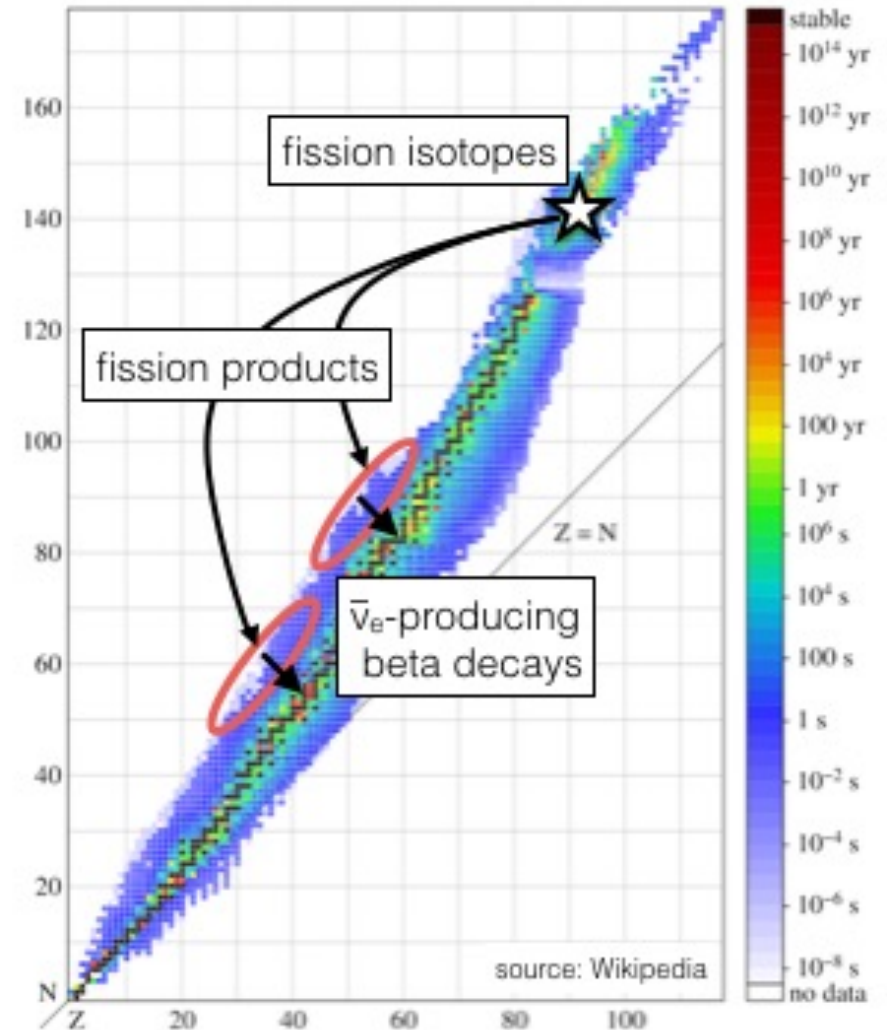 fission isotopes
fission products
Z = N
ν̅ₑ-producing
beta decays
source: Wikipedia
160
140
120
100
80
60
40
20
N
Z
20
40
60
80
100
stable
10¹⁴ yr
10¹² yr
10¹⁰ yr
10⁸ yr
10⁶ yr
10⁴ yr
100 yr
1 yr
10⁶ s
10⁴ s
100 s
1 s
10⁻² s
10⁻⁴ s
10⁻⁶ s
10⁻⁸ s
no data